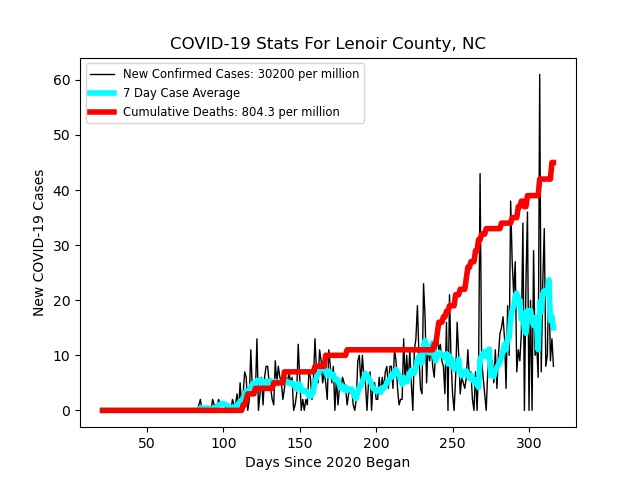 COVID-19 Stats For Lenoir County, NC
New Confirmed Cases: 30200 per million
7 Day Case Average
Cumulative Deaths: 804.3 per million
New COVID-19 Cases
60
50
40
30
20
10
0
50 100 150 200 250 300
Days Since 2020 Began